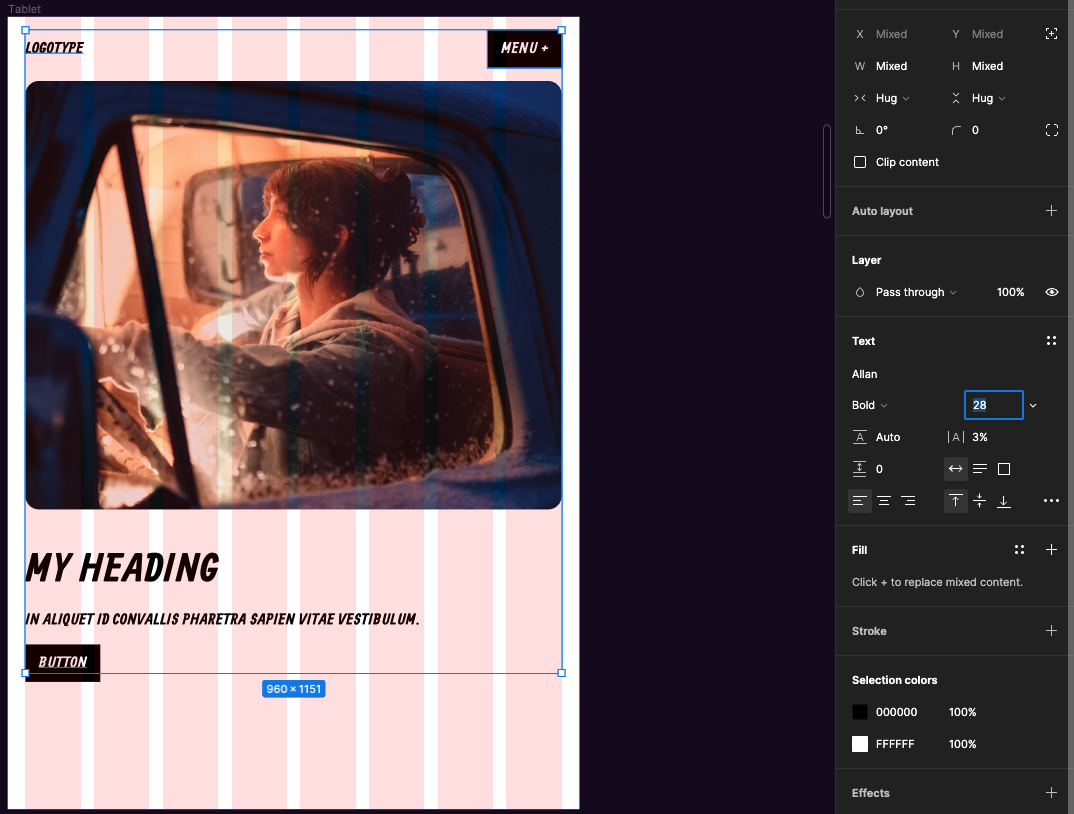 Tablet
LOGOTYPE
MENU +
MY HEADING
IN ALIQUET ID CONVALLIS PHARETRA SAPIEN VITAE VESTIBULUM.
BUTTON
960 × 1151
X Mixed Y Mixed
W Mixed H Mixed
Hug Hug
0° 0
Clip content
Auto layout
Layer
Pass through 100%
Text
Allan
Bold 28
A Auto |A| 3%
0
Fill
Click + to replace mixed content.
Stroke
Selection colors
000000 100%
FFFFFF 100%
Effects